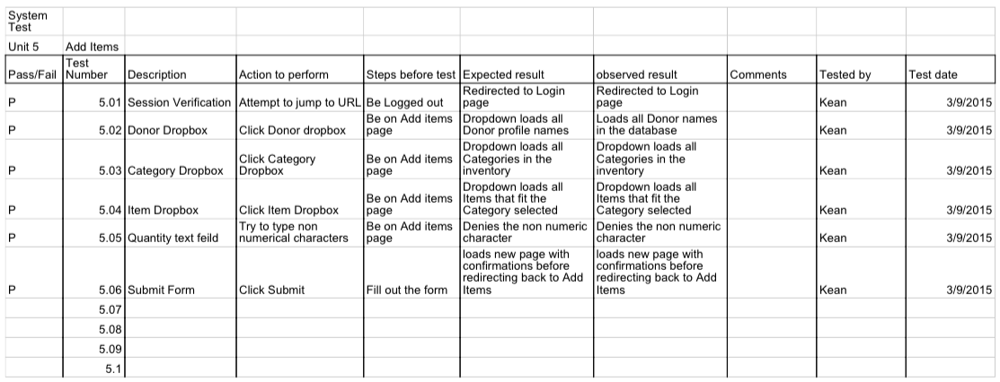 System Test
Unit 5 Add Items
Pass/Fail Test Number Description Action to perform Steps before test Expected result observed result Comments Tested by Test date
P 5.01 Session Verification Attempt to jump to URL Be Logged out Redirected to Login page Redirected to Login page Kean 3/9/2015
P 5.02 Donor Dropbox Click Donor dropbox Be on Add items page Dropdown loads all Donor profile names Loads all Donor names in the database Kean 3/9/2015
P 5.03 Category Dropbox Click Category Dropbox Be on Add items page Dropdown loads all Categories in the inventory Dropdown loads all Categories in the inventory Kean 3/9/2015
P 5.04 Item Dropbox Click Item Dropbox Be on Add items page Dropdown loads all Items that fit the Category selected Dropdown loads all Items that fit the Category selected Kean 3/9/2015
P 5.05 Quantity text feild Try to type non numerical characters Be on Add items page Denies the non numeric character Denies the non numeric character Kean 3/9/2015
P 5.06 Submit Form Click Submit Fill out the form loads new page with confirmations before redirecting back to Add Items loads new page with confirmations before redirecting back to Add Items Kean 3/9/2015
5.07
5.08
5.09
5.1